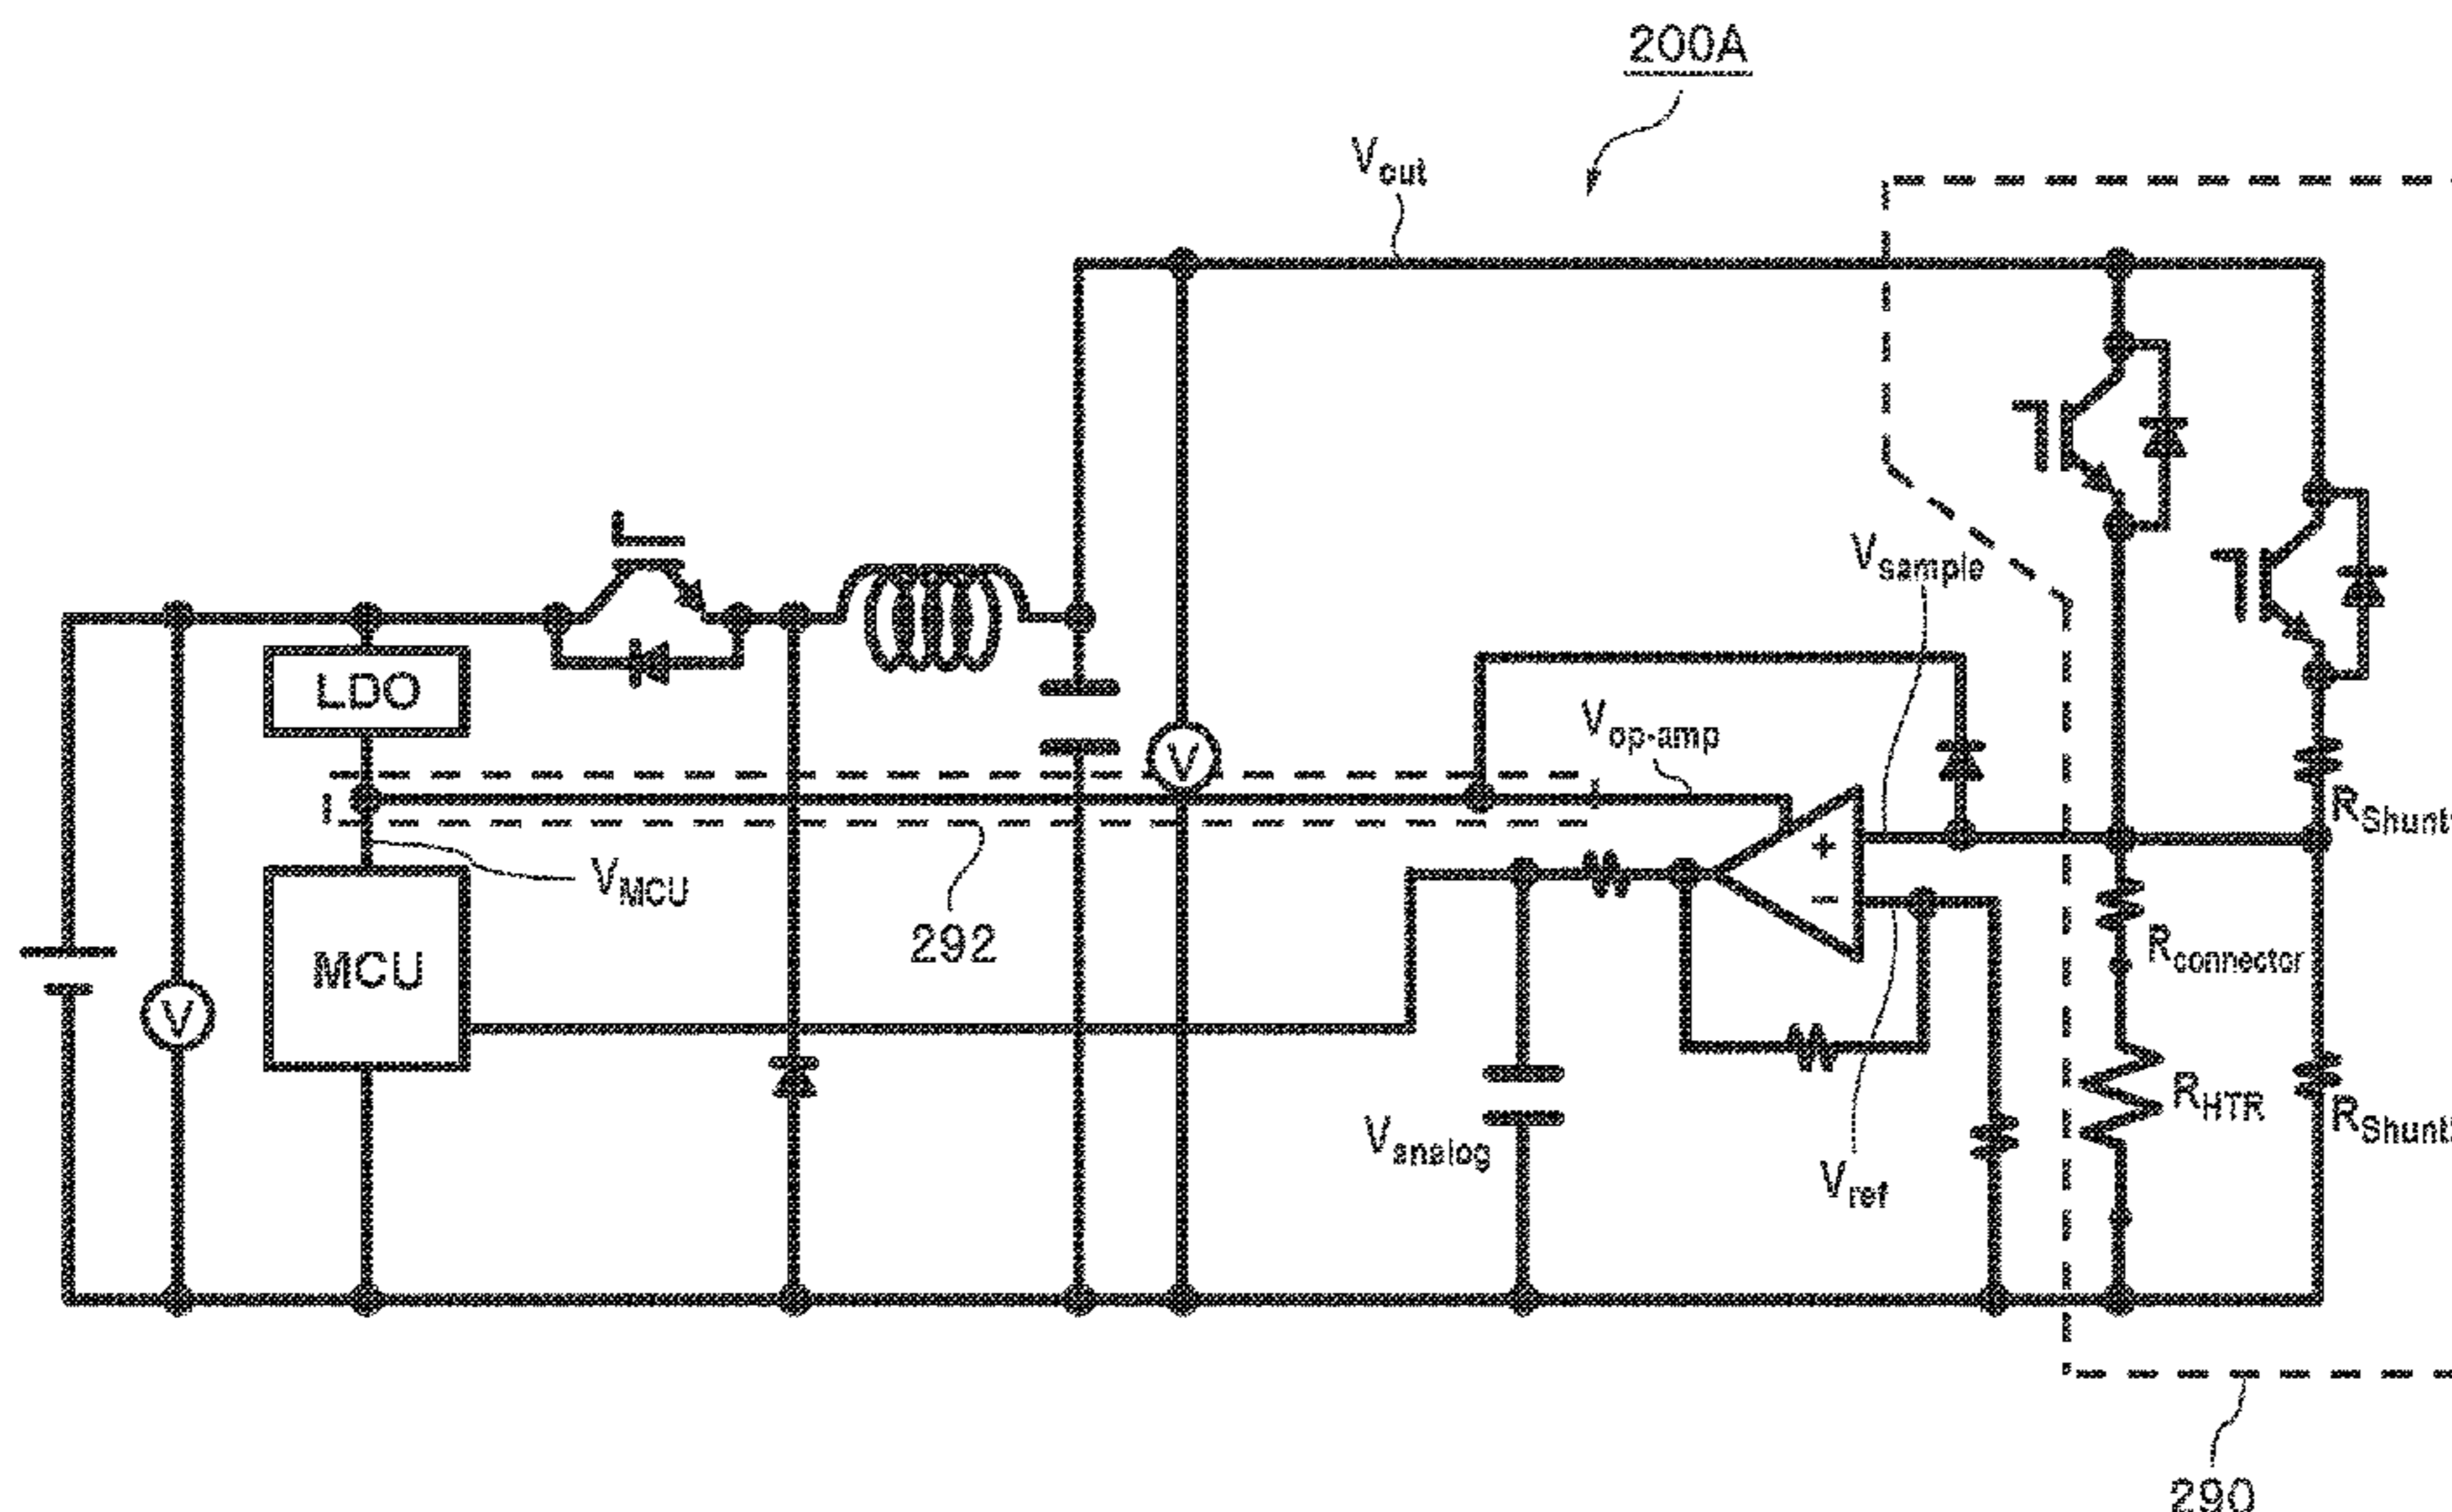 200A
Vout
Vsample
LDO
Vop-amp
V
RShunt
VMCU
292
Rconnector
MCU
V
RHTR
RShunt
Vanalog
Vref
290
+
-